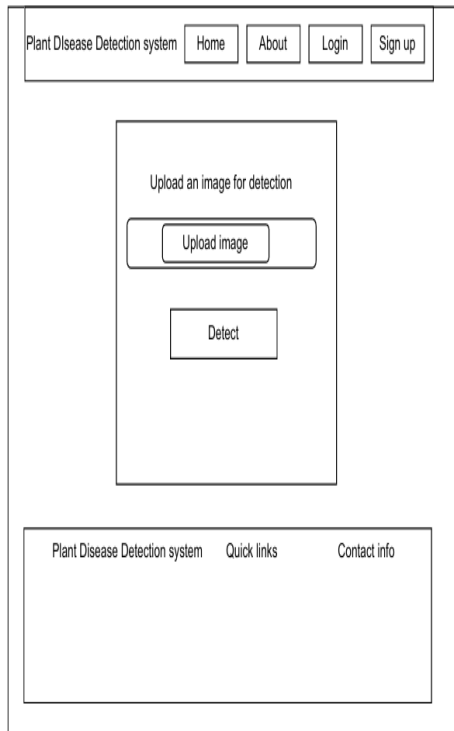 Plant DIsease Detection system Home About Login Sign up
Upload an image for detection
Upload image
Detect
Plant Disease Detection system Quick links Contact info